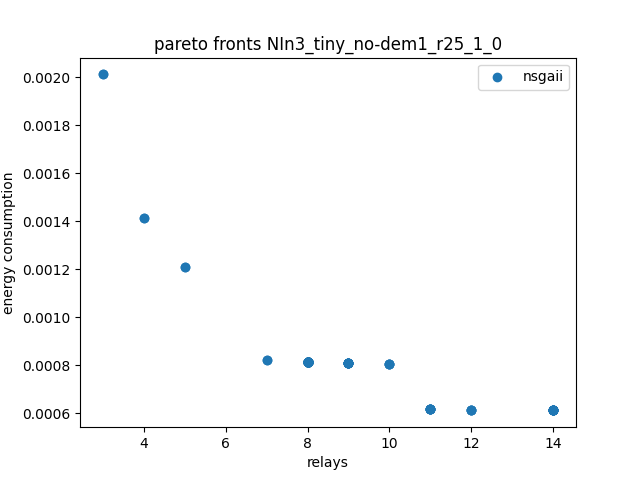 pareto fronts NIn3_tiny_no-dem1_r25_1_0
nsgaii
energy consumption
0.0020
0.0018
0.0016
0.0014
0.0012
0.0010
0.0008
0.0006
4 6 8 10 12 14
relays